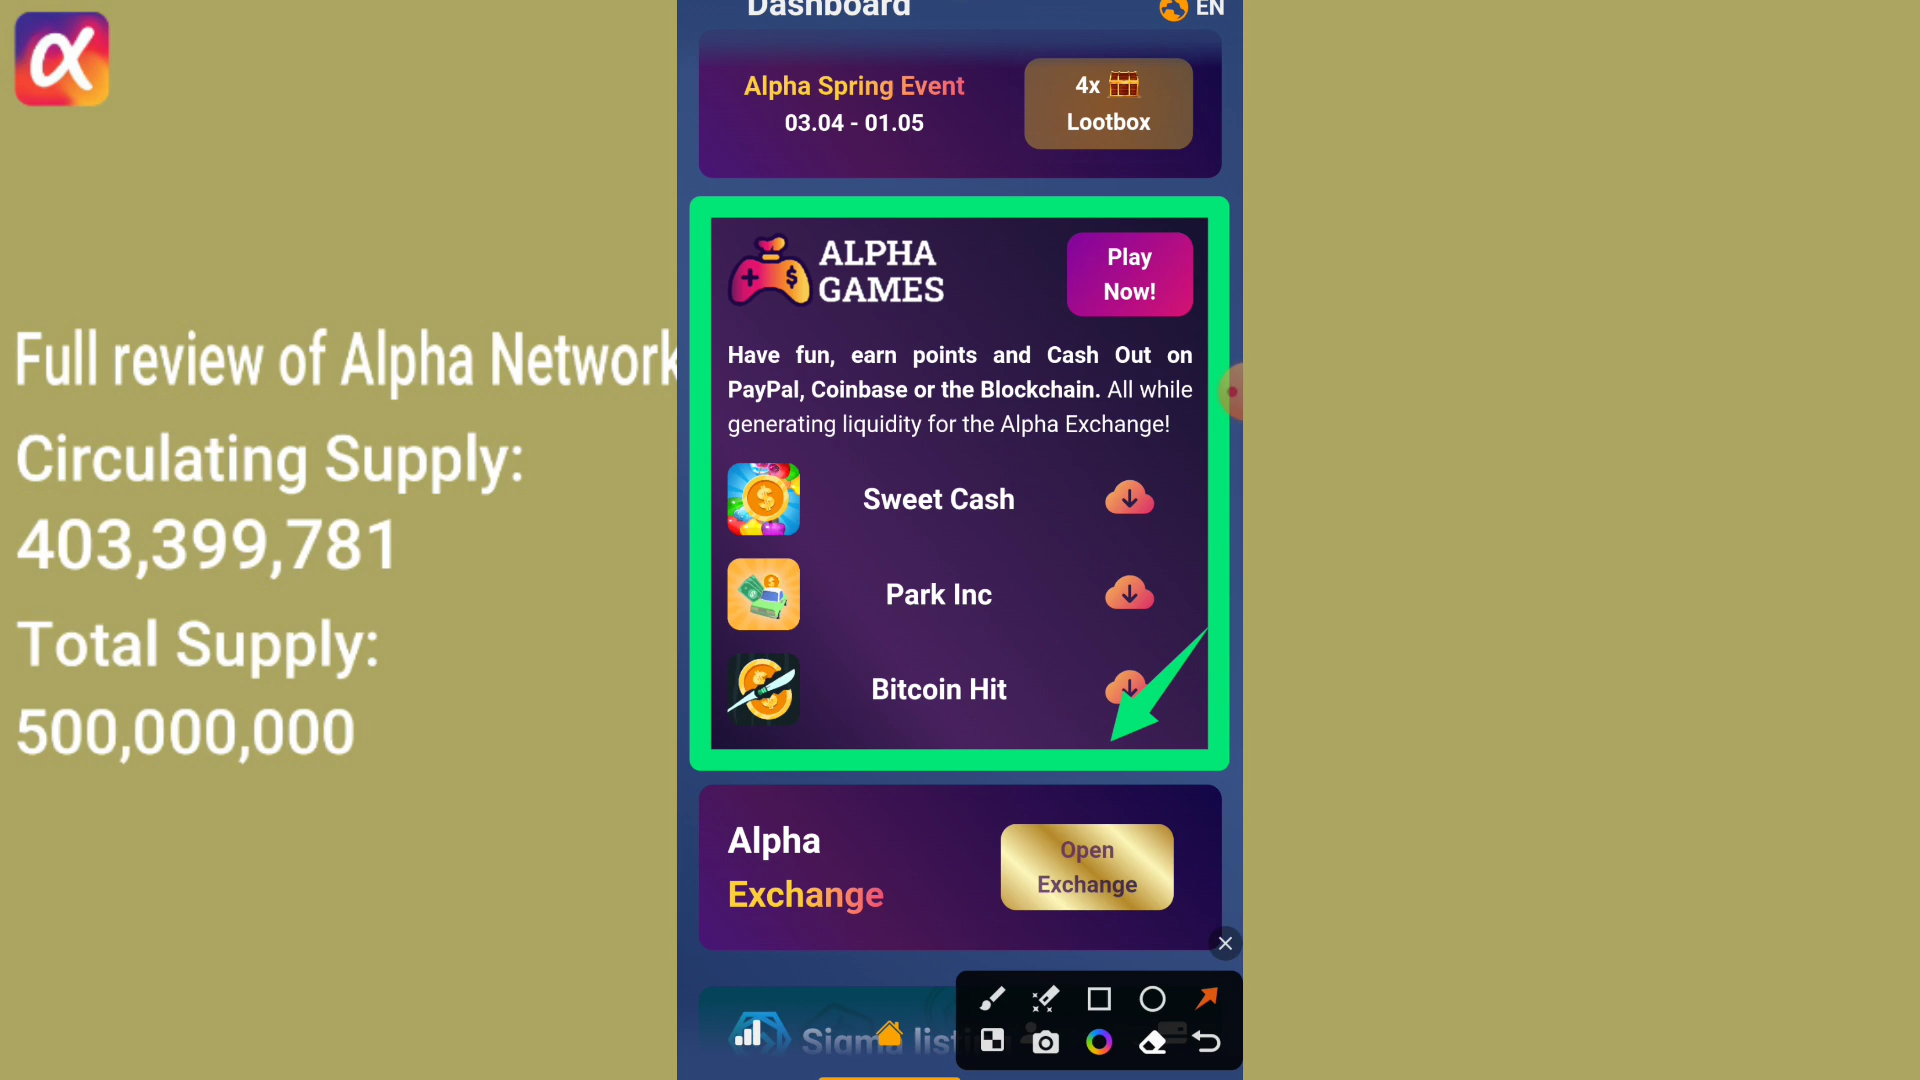 Dashboard
EN
Alpha Spring Event
03.04 - 01.05
4x
Lootbox
α
ALPHA
GAMES
Play
Now!
Have fun, earn points and Cash Out on
PayPal, Coinbase or the Blockchain. All while
generating liquidity for the Alpha Exchange!
Sweet Cash
Park Inc
Bitcoin Hit
Alpha
Exchange
Open
Exchange
Sigma listi
Full review of Alpha Network
Circulating Supply:
403,399,781
Total Supply:
500,000,000